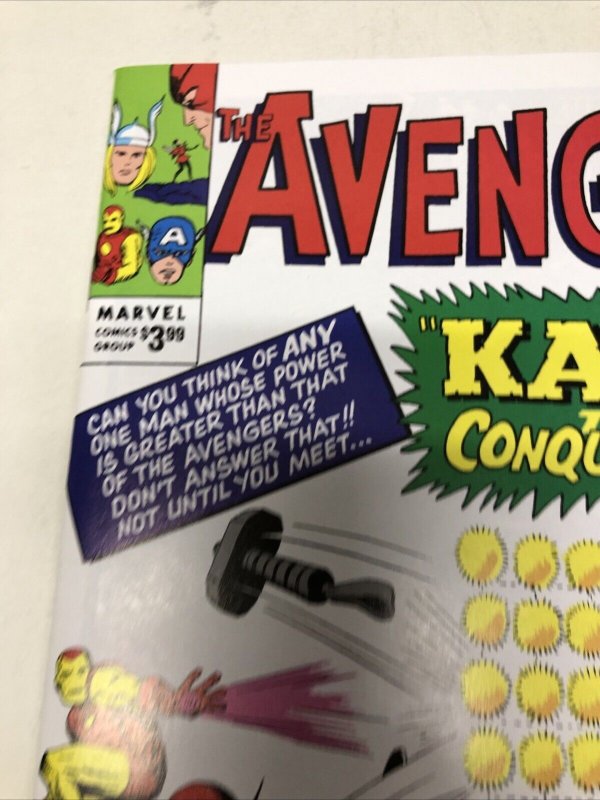 THE
AVENG
A
MARVEL
COMICS $3.99
GROUP
CAN YOU THINK OF ANY
ONE MAN WHOSE POWER
IS GREATER THAN THAT
OF THE AVENGERS?
DON'T ANSWER THAT!!
NOT UNTIL YOU MEET...
"KA
T
CONQU